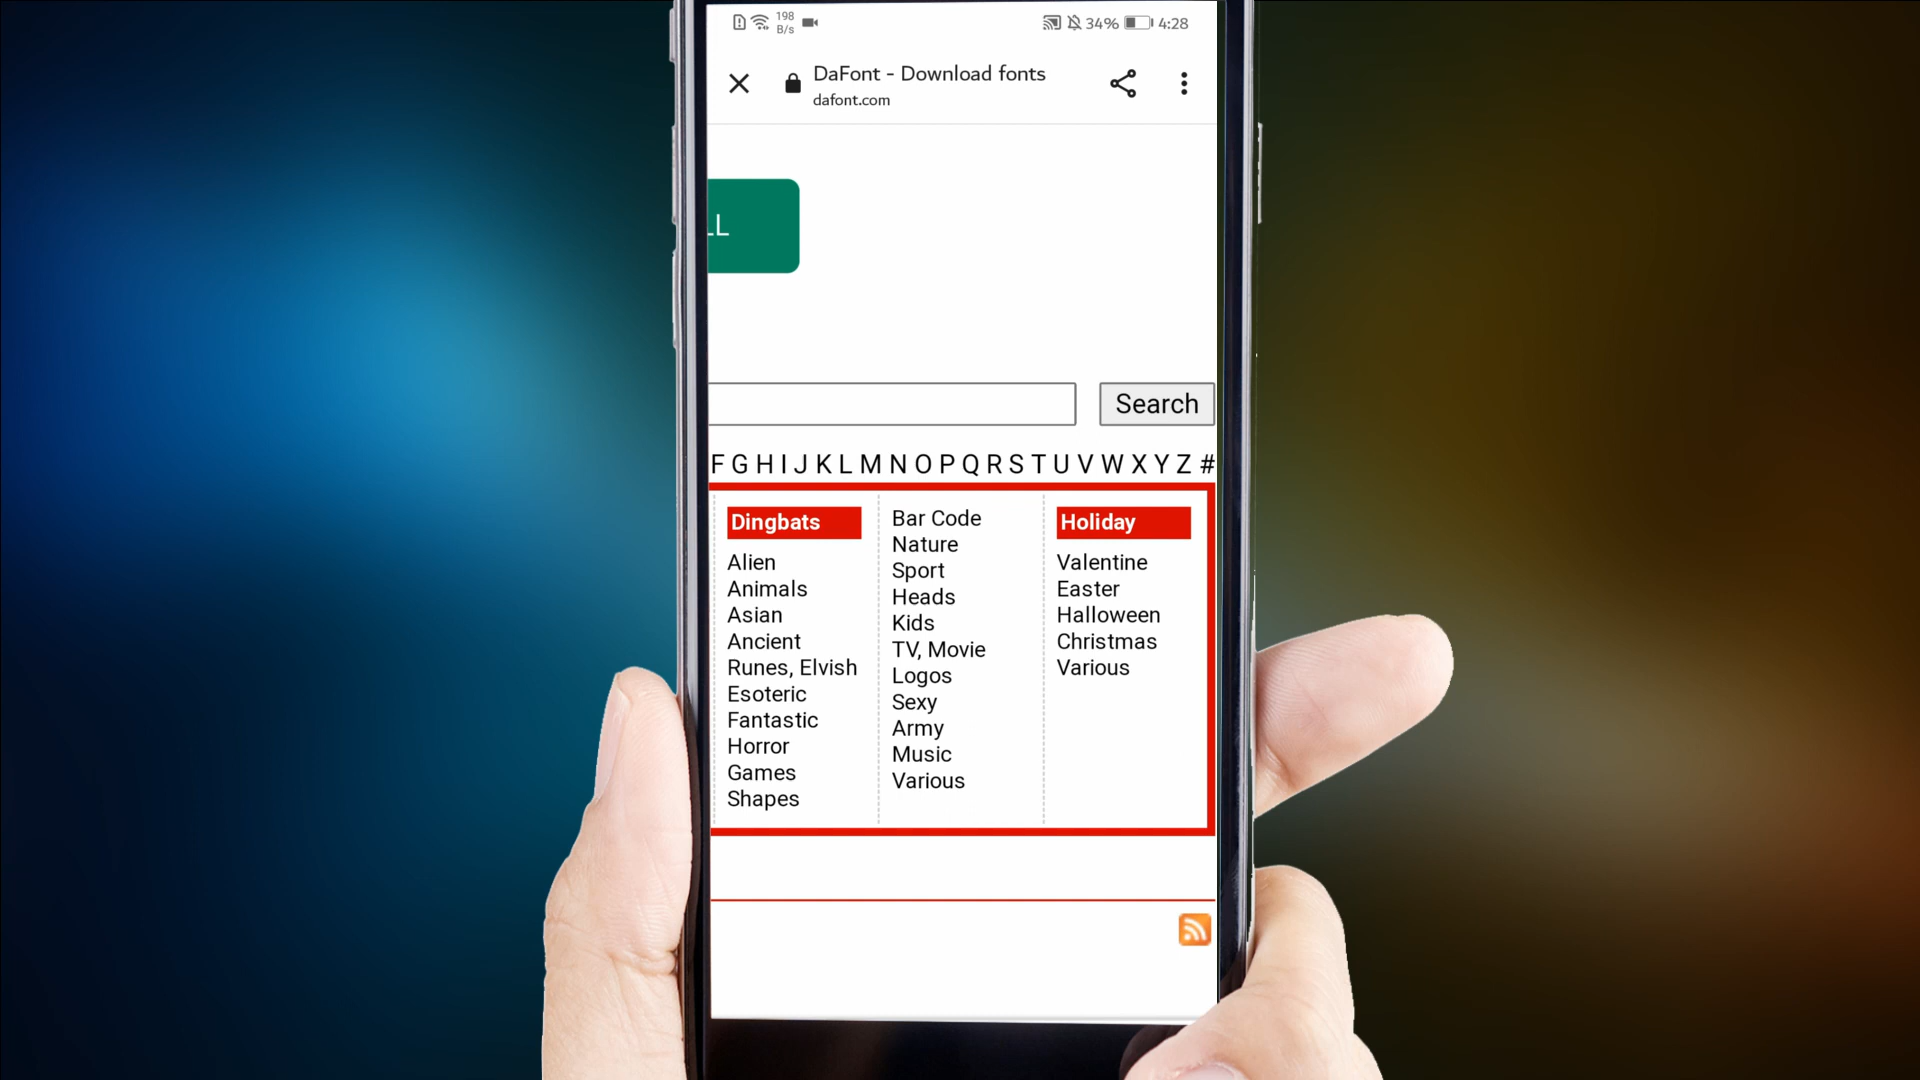 198
B/s
34%
4:28
DaFont - Download fonts
dafont.com
LL
Search
F G H I J K L M N O P Q R S T U V W X Y Z #
Dingbats
Alien
Animals
Asian
Ancient
Runes, Elvish
Esoteric
Fantastic
Horror
Games
Shapes
Bar Code
Nature
Sport
Heads
Kids
TV, Movie
Logos
Sexy
Army
Music
Various
Holiday
Valentine
Easter
Halloween
Christmas
Various